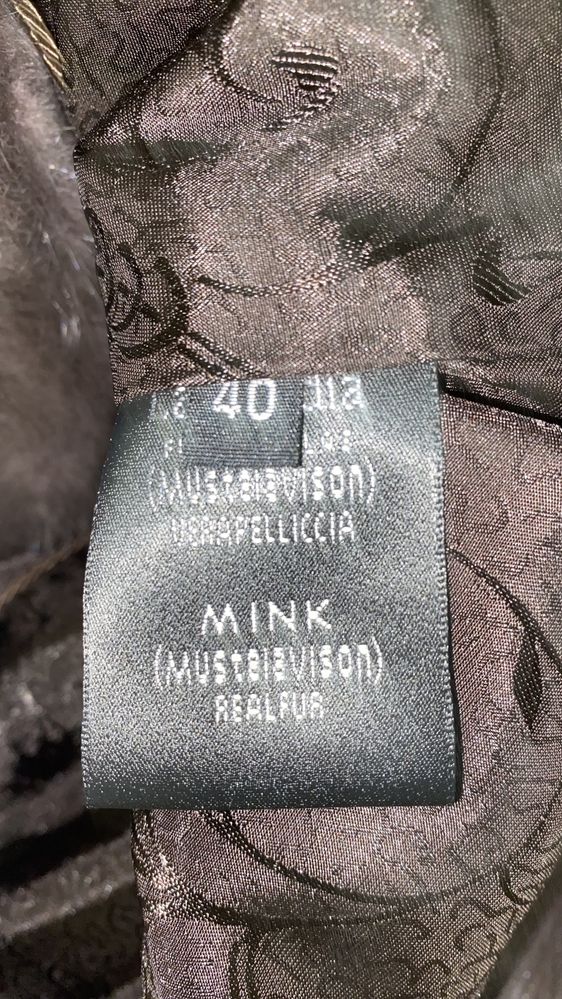 40
(Mustelavison)
VERAPELLICCIA
MINK
(Mustelavison)
REALFUR